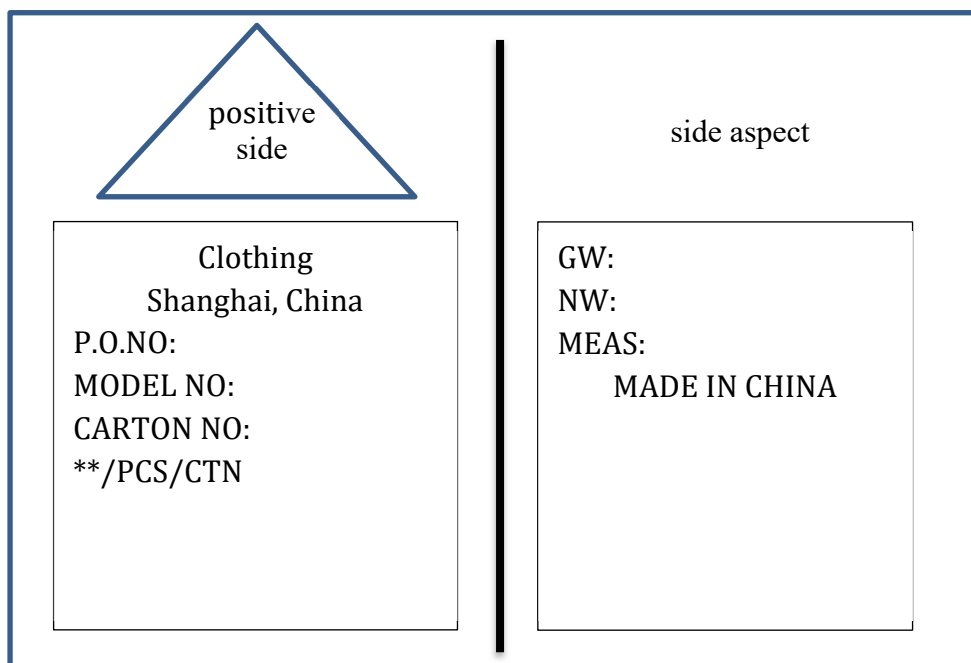 positive
side
Clothing
Shanghai, China
P.O.NO:
MODEL NO:
CARTON NO:
**/PCS/CTN
side aspect
GW:
NW:
MEAS:
MADE IN CHINA